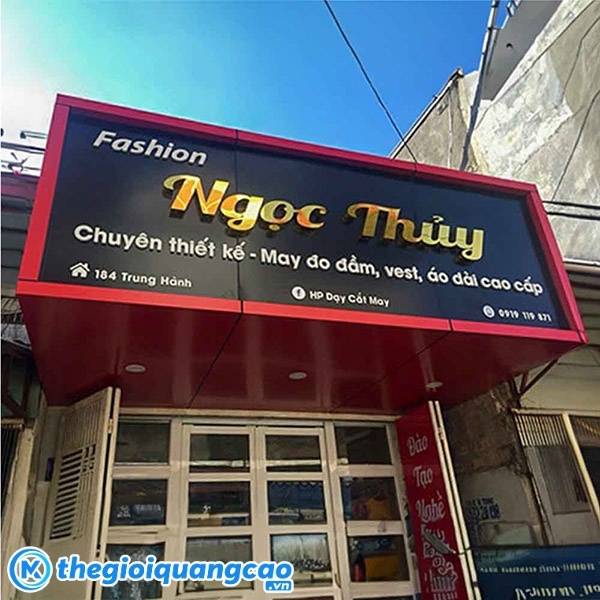 Fashion
Ngọc Thủy
Chuyên thiết kế - May đo đầm, vest, áo dài cao cấp
184 Trung Hành
HP Dạy Cắt May
0919 119 871
Đào
Tạo
Nghề
thegioiquangcao
.vn